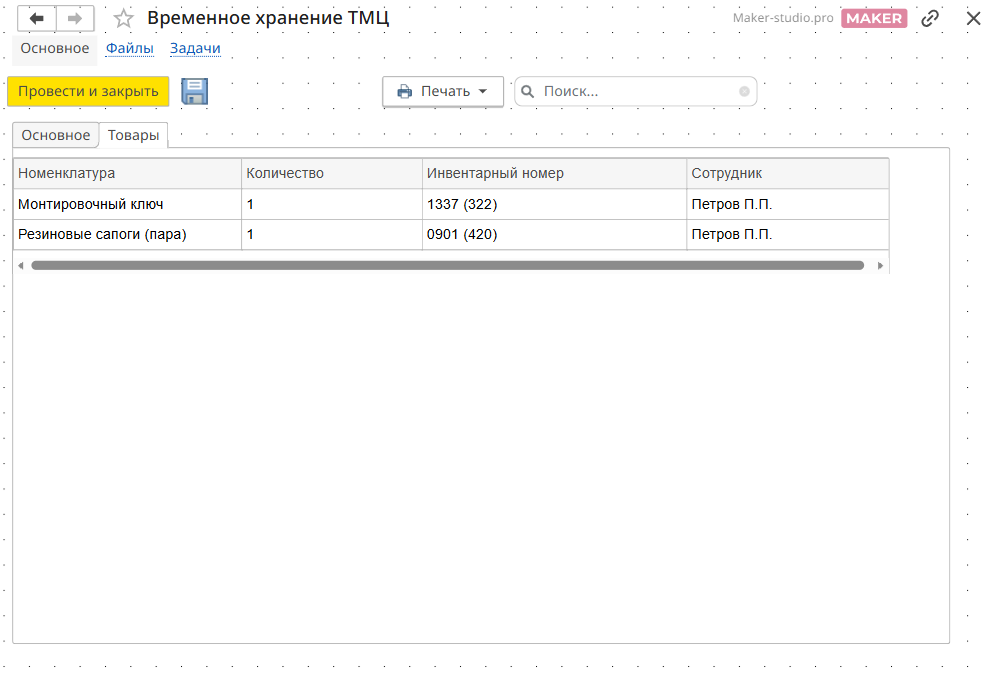 Временное хранение ТМЦ Maker-studio.pro MAKER
Основное Файлы Задачи
Провести и закрыть Печать Поиск...
Основное Товары
Номенклатура Количество Инвентарный номер Сотрудник
Монтировочный ключ 1 1337 (322) Петров П.П.
Резиновые сапоги (пара) 1 0901 (420) Петров П.П.